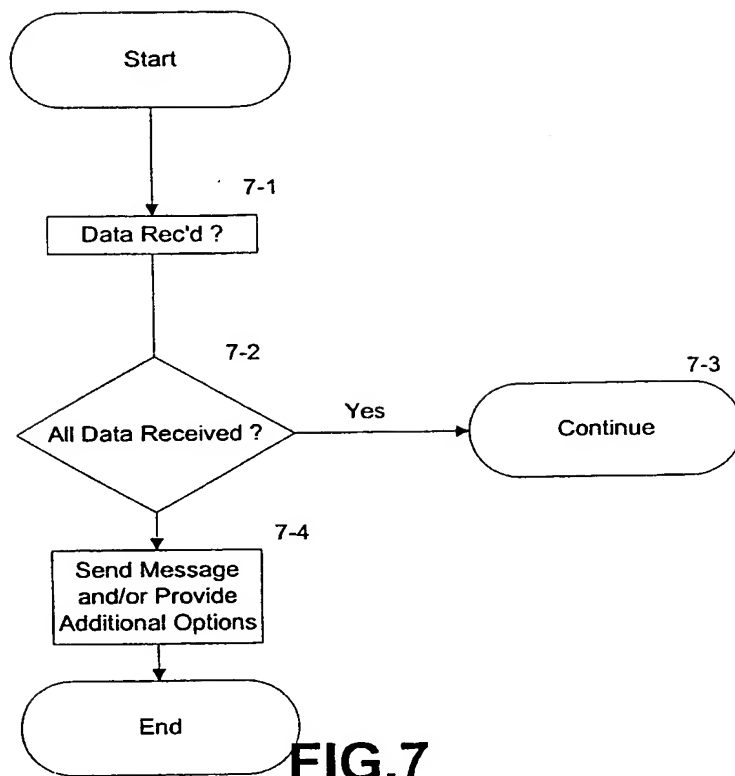 Start
7-1
Data Rec'd ?
7-2
All Data Received ?
Yes
7-3
Continue
7-4
Send Message
and/or Provide
Additional Options
End
FIG.7